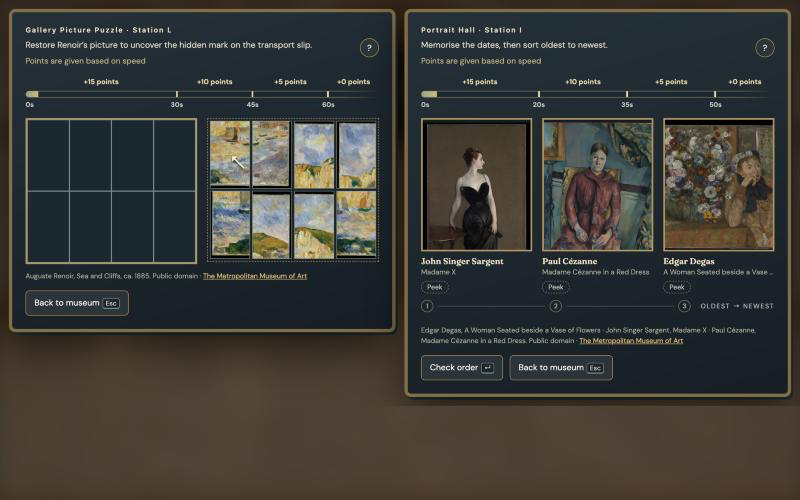 Gallery Picture Puzzle · Station L
Restore Renoir's picture to uncover the hidden mark on the transport slip.
?
Points are given based on speed
+15 points +10 points +5 points +0 points
0s 30s 45s 60s
Auguste Renoir, Sea and Cliffs, ca. 1885. Public domain · The Metropolitan Museum of Art
Back to museum Esc
Portrait Hall · Station I
Memorise the dates, then sort oldest to newest.
?
Points are given based on speed
+15 points +10 points +5 points +0 points
0s 20s 35s 50s
John Singer Sargent Paul Cézanne Edgar Degas
Madame X Madame Cézanne in a Red Dress A Woman Seated beside a Vase ...
Peek Peek Peek
1 2 3 OLDEST → NEWEST
Edgar Degas, A Woman Seated beside a Vase of Flowers · John Singer Sargent, Madame X · Paul Cézanne,
Madame Cézanne in a Red Dress. Public domain · The Metropolitan Museum of Art
Check order ↵ Back to museum Esc